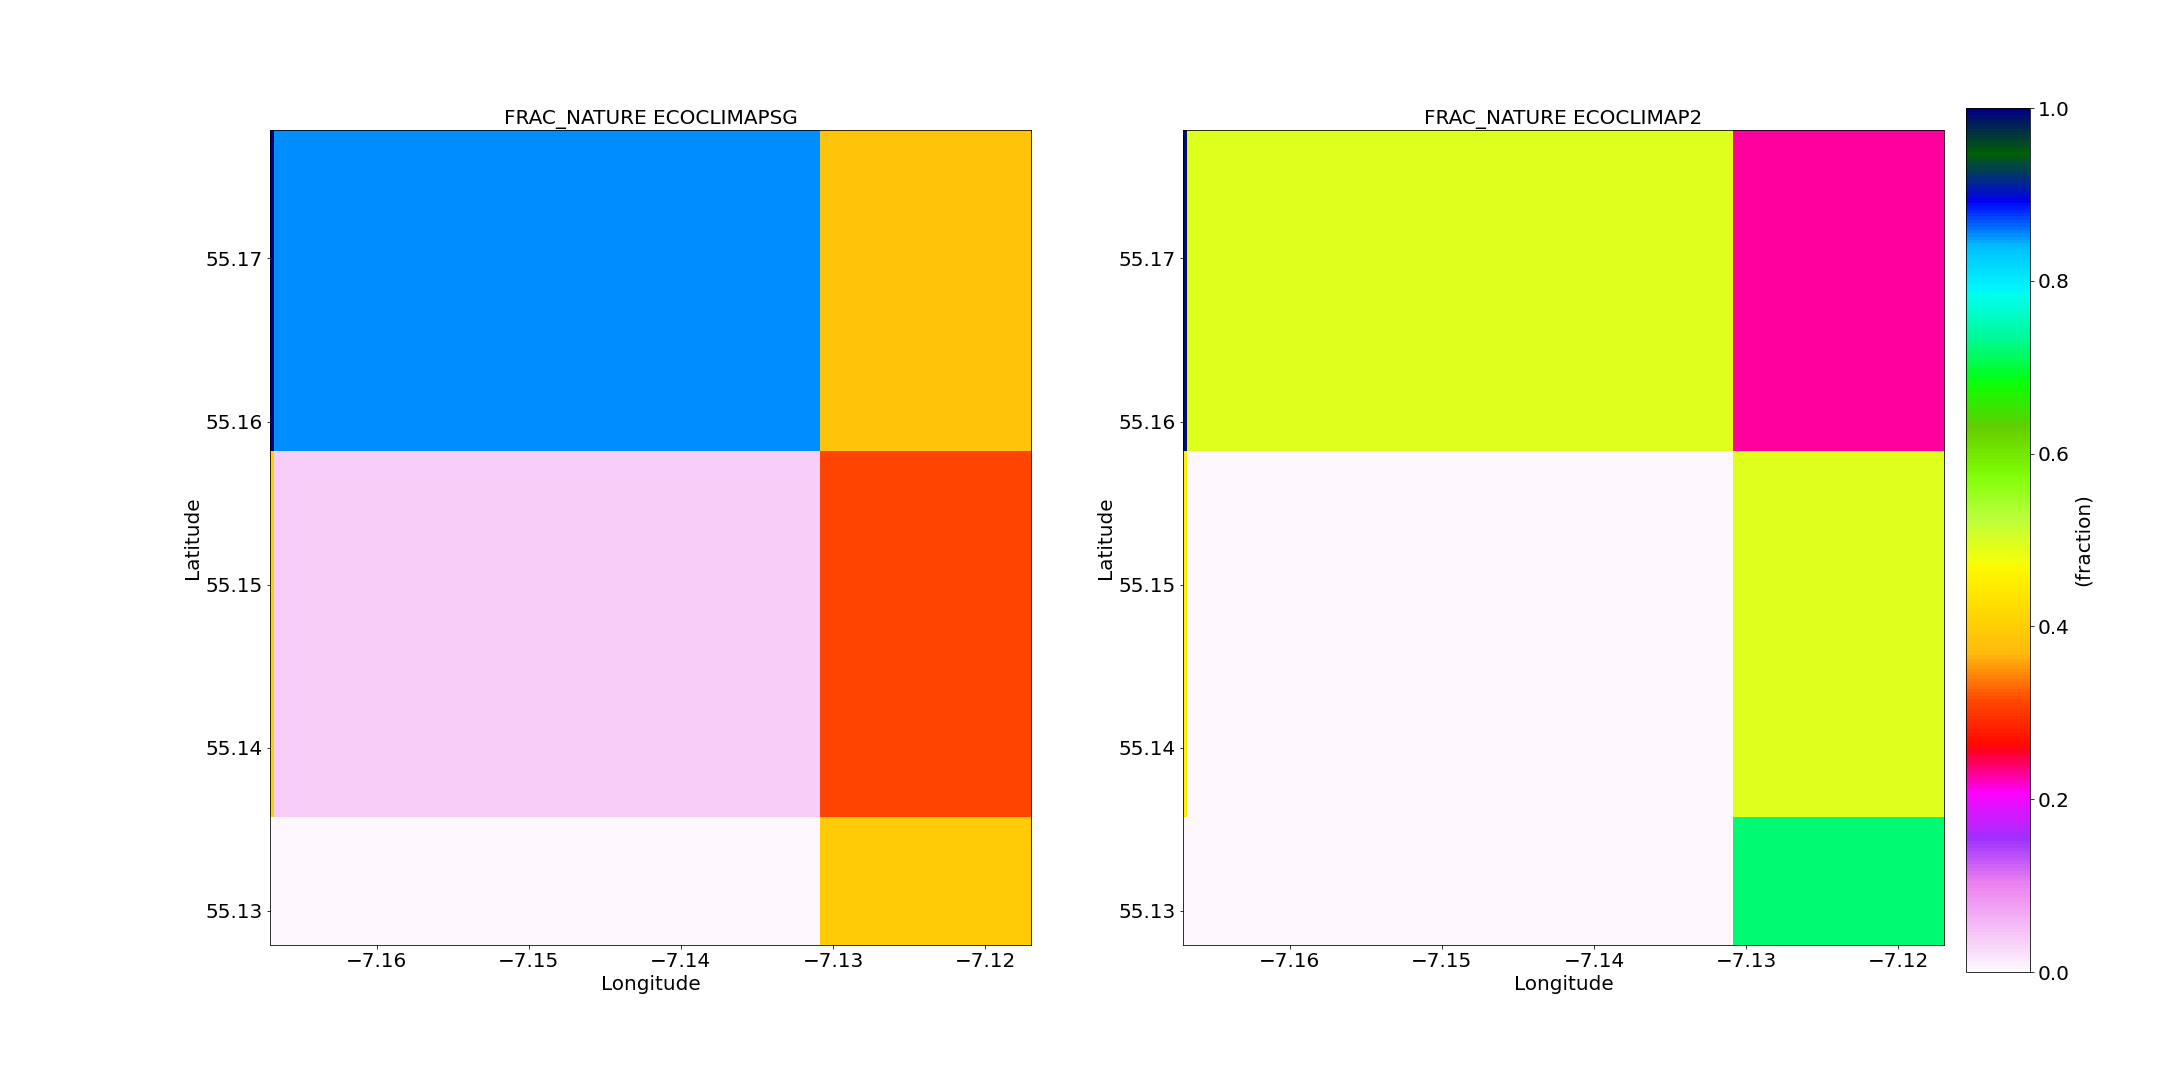 FRAC_NATURE ECOCLIMAPSG
55.17
55.16
55.15
55.14
55.13
Latitude
−7.16 −7.15 −7.14 −7.13 −7.12
Longitude
FRAC_NATURE ECOCLIMAP2
55.17
55.16
55.15
55.14
55.13
Latitude
−7.16 −7.15 −7.14 −7.13 −7.12
Longitude
1.0
0.8
0.6
0.4
0.2
0.0
(fraction)